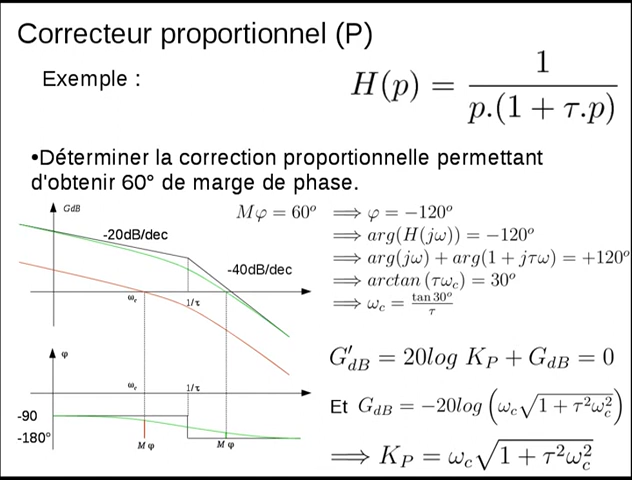 Correcteur proportionnel (P)
Exemple :
H(p) = 1 / p.(1 + τ.p)
•Déterminer la correction proportionnelle permettant
d'obtenir 60° de marge de phase.
GdB
-20dB/dec
-40dB/dec
ωc
1/τ
Mφ = 60° ⟹ φ = −120°
⟹ arg(H(jω)) = −120°
⟹ arg(jω) + arg(1 + jτω) = +120°
⟹ arctan (τωc) = 30°
⟹ ωc = tan 30° / τ
φ
ωc
1/τ
-90
-180°
M φ
M φ
G'dB = 20log KP + GdB = 0
Et GdB = −20log (ωc√(1 + τ²ωc²))
⟹ KP = ωc√(1 + τ²ωc²)